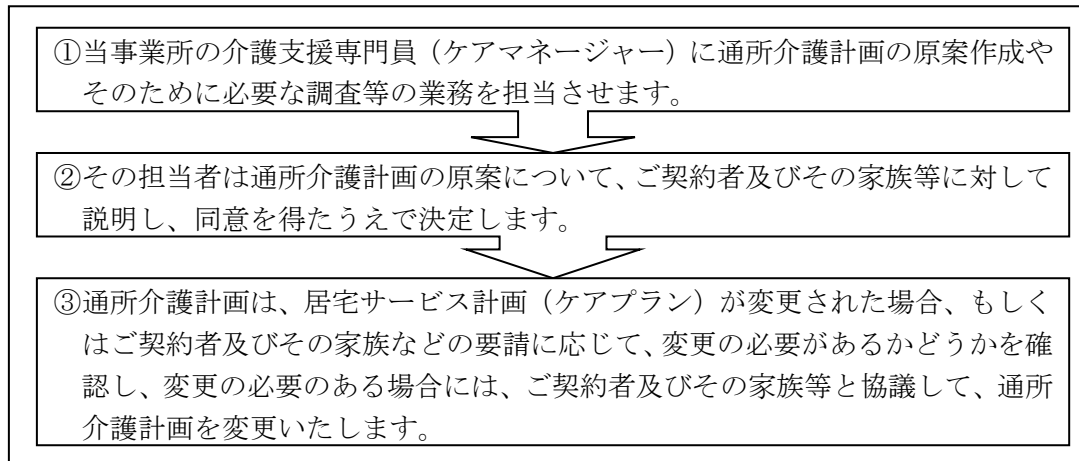 ①当事業所の介護支援専門員（ケアマネージャー）に通所介護計画の原案作成や
そのために必要な調査等の業務を担当させます。
②その担当者は通所介護計画の原案について、ご契約者及びその家族等に対して
説明し、同意を得たうえで決定します。
③通所介護計画は、居宅サービス計画（ケアプラン）が変更された場合、もしく
はご契約者及びその家族などの要請に応じて、変更の必要があるかどうかを確
認し、変更の必要のある場合には、ご契約者及びその家族等と協議して、通所
介護計画を変更いたします。